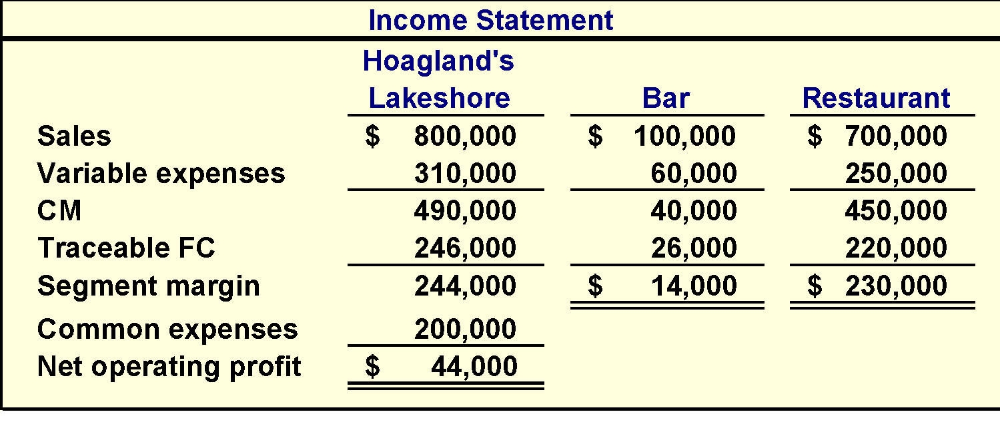 Income Statement
Hoagland's
Lakeshore Bar Restaurant
Sales $ 800,000 $ 100,000 $ 700,000
Variable expenses 310,000 60,000 250,000
CM 490,000 40,000 450,000
Traceable FC 246,000 26,000 220,000
Segment margin 244,000 $ 14,000 $ 230,000
Common expenses 200,000
Net operating profit $ 44,000